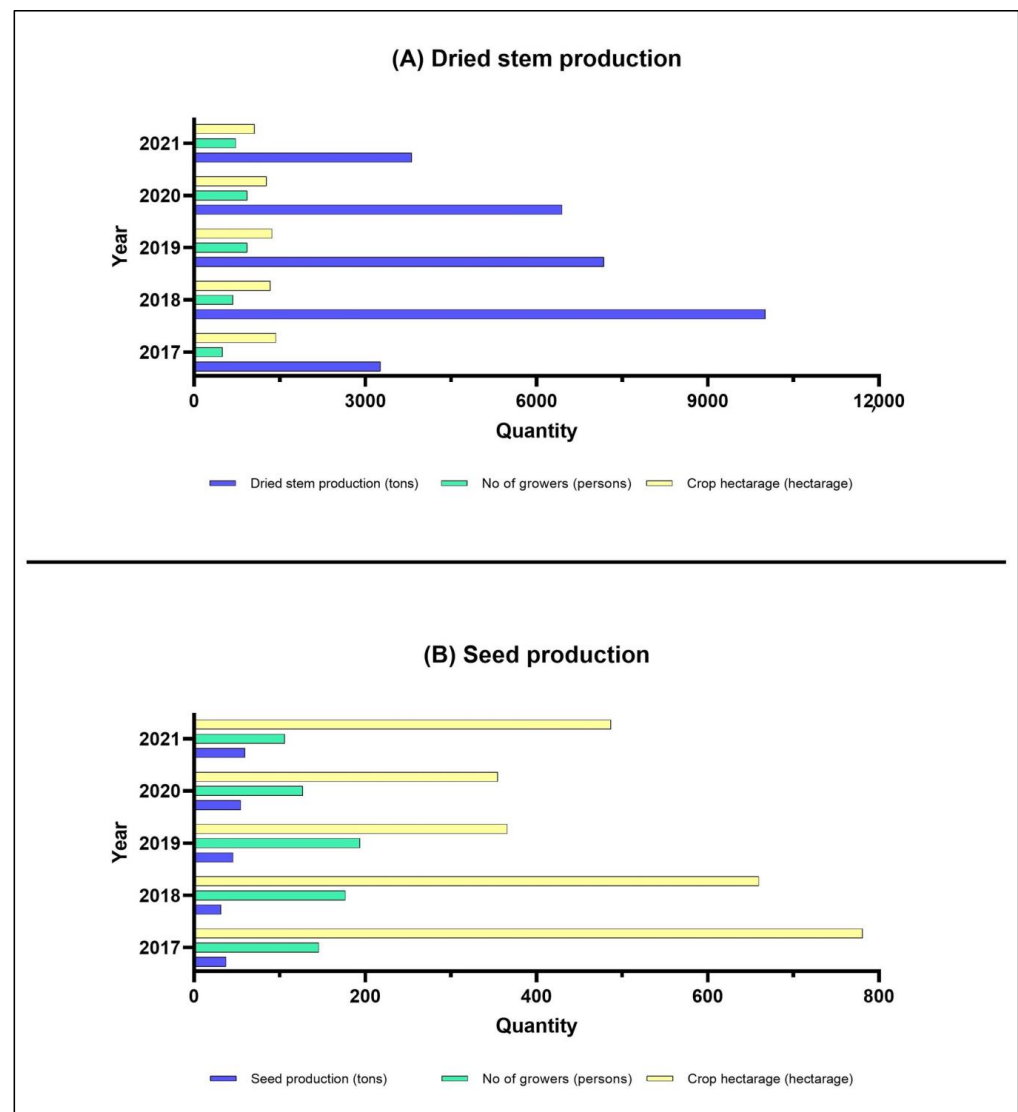 (A) Dried stem production
2021
2020
2019
2018
2017
Year
0 3000 6000 9000 12,000
Quantity
Dried stem production (tons) No of growers (persons) Crop hectarage (hectarage)
(B) Seed production
2021
2020
2019
2018
2017
Year
0 200 400 600 800
Quantity
Seed production (tons) No of growers (persons) Crop hectarage (hectarage)